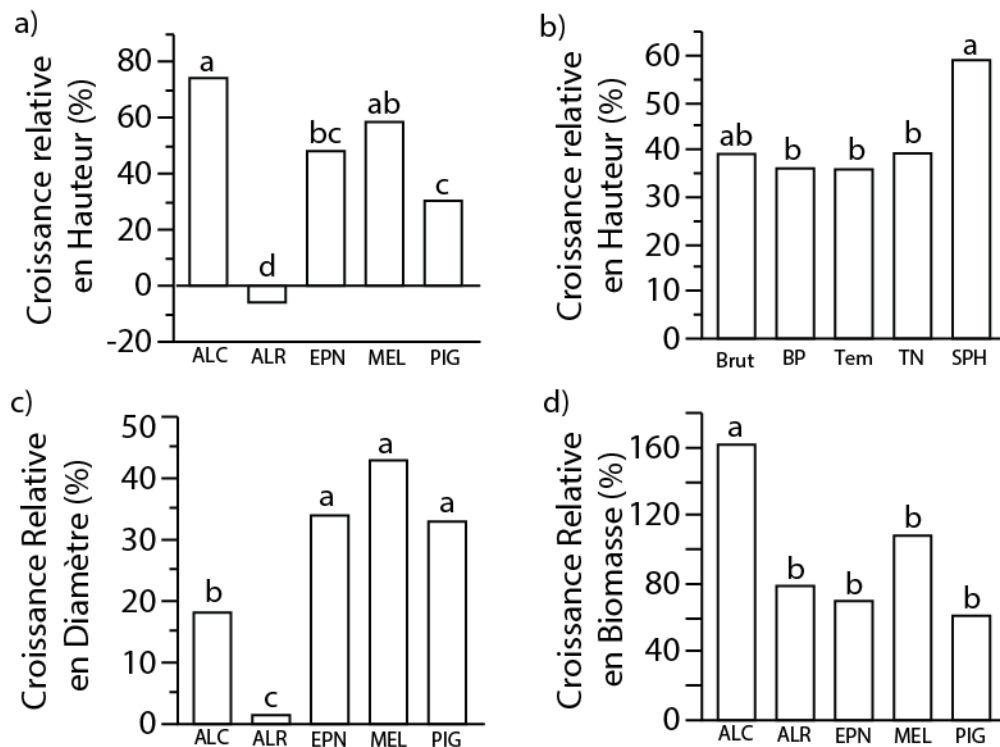 a)
Croissance relative
en Hauteur (%)
80
60
40
20
0
-20
a
d
bc
ab
c
ALC ALR EPN MEL PIG
b)
Croissance relative
en Hauteur (%)
60
50
40
30
20
10
0
ab
b
b
b
a
Brut BP Tem TN SPH
c)
Croissance Relative
en Diamètre (%)
50
40
30
20
10
0
b
c
a
a
a
ALC ALR EPN MEL PIG
d)
Croissance Relative
en Biomasse (%)
160
120
80
40
0
a
b
b
b
b
ALC ALR EPN MEL PIG